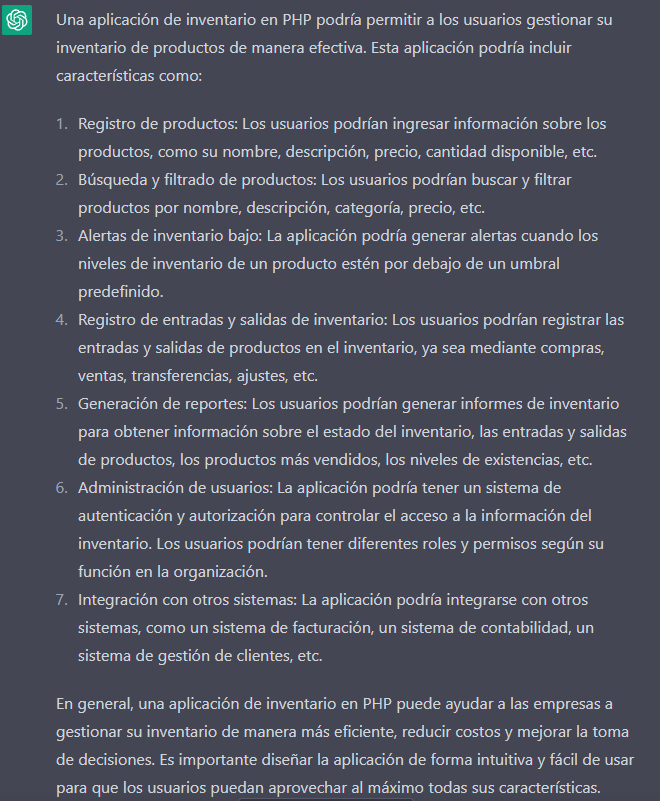 Una aplicación de inventario en PHP podría permitir a los usuarios gestionar su
inventario de productos de manera efectiva. Esta aplicación podría incluir
características como:
1. Registro de productos: Los usuarios podrían ingresar información sobre los
productos, como su nombre, descripción, precio, cantidad disponible, etc.
2. Búsqueda y filtrado de productos: Los usuarios podrían buscar y filtrar
productos por nombre, descripción, categoría, precio, etc.
3. Alertas de inventario bajo: La aplicación podría generar alertas cuando los
niveles de inventario de un producto estén por debajo de un umbral
predefinido.
4. Registro de entradas y salidas de inventario: Los usuarios podrían registrar las
entradas y salidas de productos en el inventario, ya sea mediante compras,
ventas, transferencias, ajustes, etc.
5. Generación de reportes: Los usuarios podrían generar informes de inventario
para obtener información sobre el estado del inventario, las entradas y salidas
de productos, los productos más vendidos, los niveles de existencias, etc.
6. Administración de usuarios: La aplicación podría tener un sistema de
autenticación y autorización para controlar el acceso a la información del
inventario. Los usuarios podrían tener diferentes roles y permisos según su
función en la organización.
7. Integración con otros sistemas: La aplicación podría integrarse con otros
sistemas, como un sistema de facturación, un sistema de contabilidad, un
sistema de gestión de clientes, etc.
En general, una aplicación de inventario en PHP puede ayudar a las empresas a
gestionar su inventario de manera más eficiente, reducir costos y mejorar la toma
de decisiones. Es importante diseñar la aplicación de forma intuitiva y fácil de usar
para que los usuarios puedan aprovechar al máximo todas sus características.